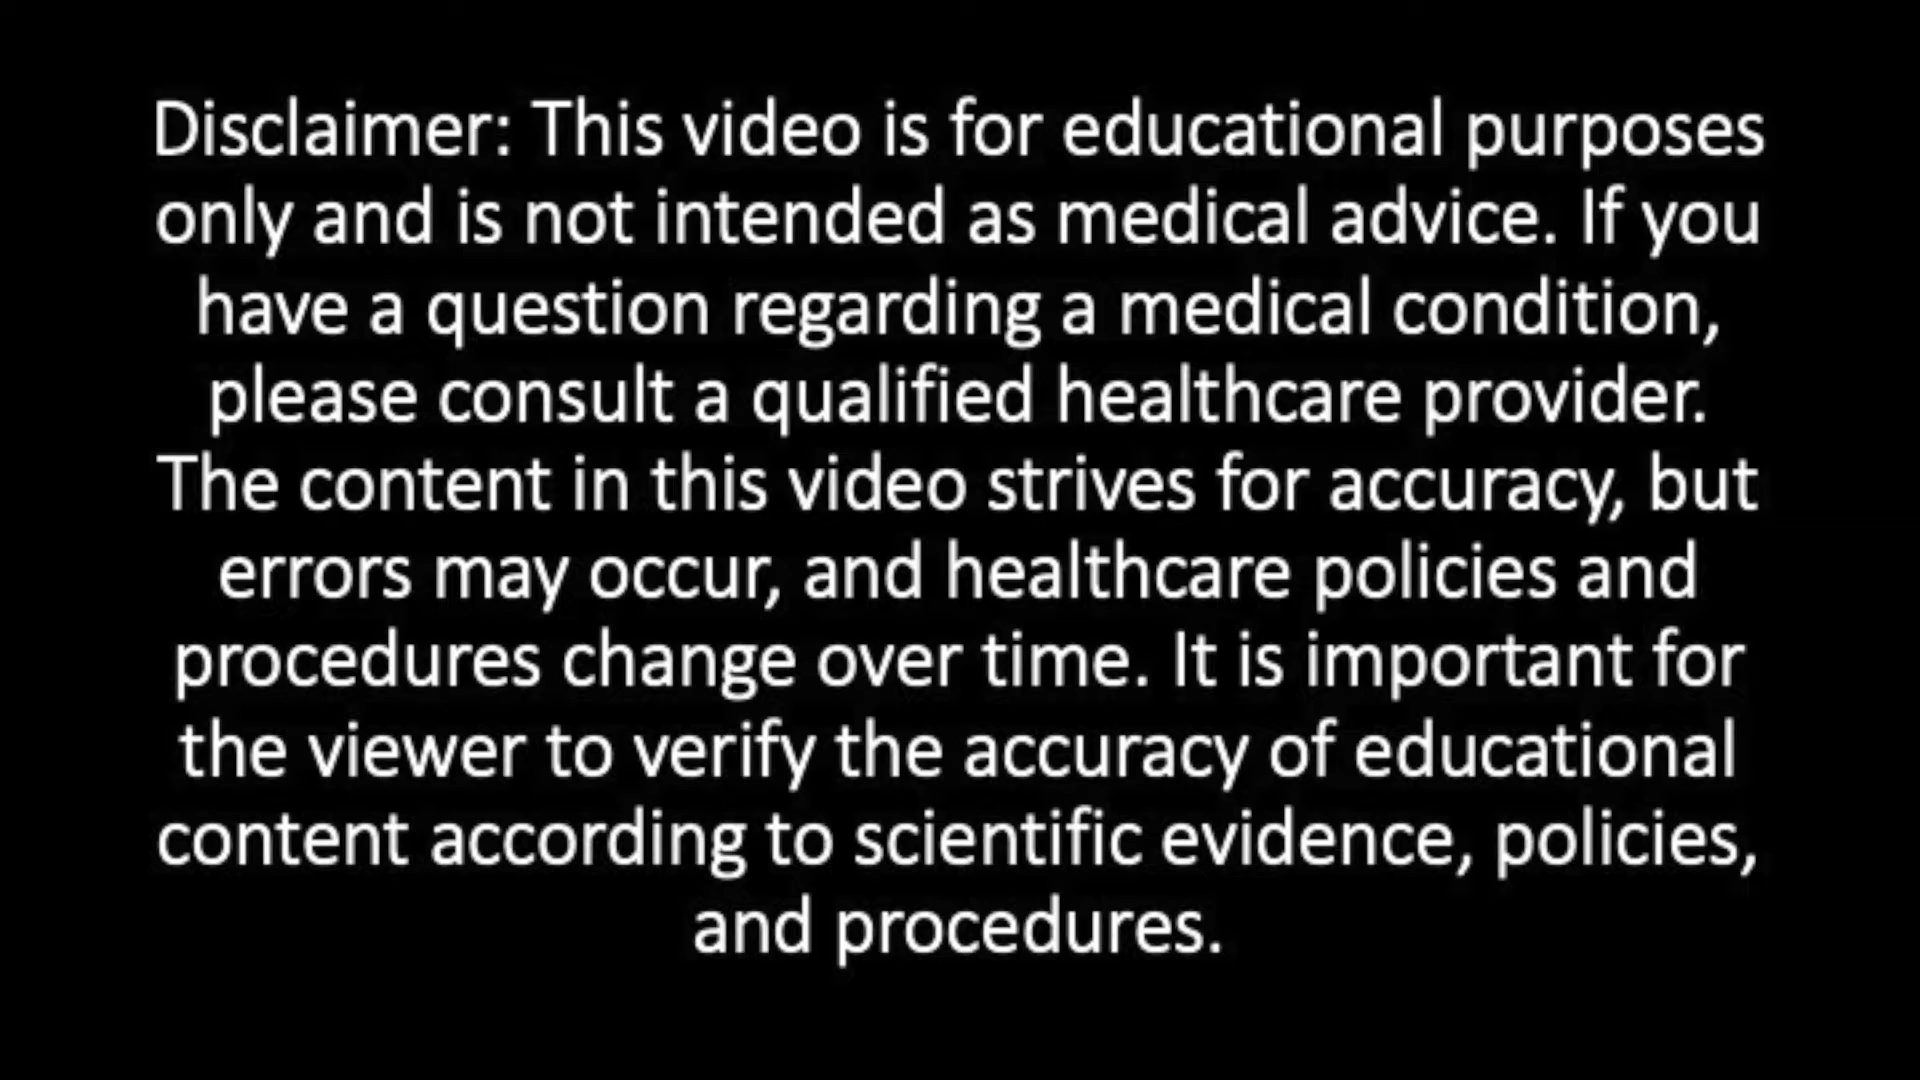 Disclaimer: This video is for educational purposes
only and is not intended as medical advice. If you
have a question regarding a medical condition,
please consult a qualified healthcare provider.
The content in this video strives for accuracy, but
errors may occur, and healthcare policies and
procedures change over time. It is important for
the viewer to verify the accuracy of educational
content according to scientific evidence, policies,
and procedures.